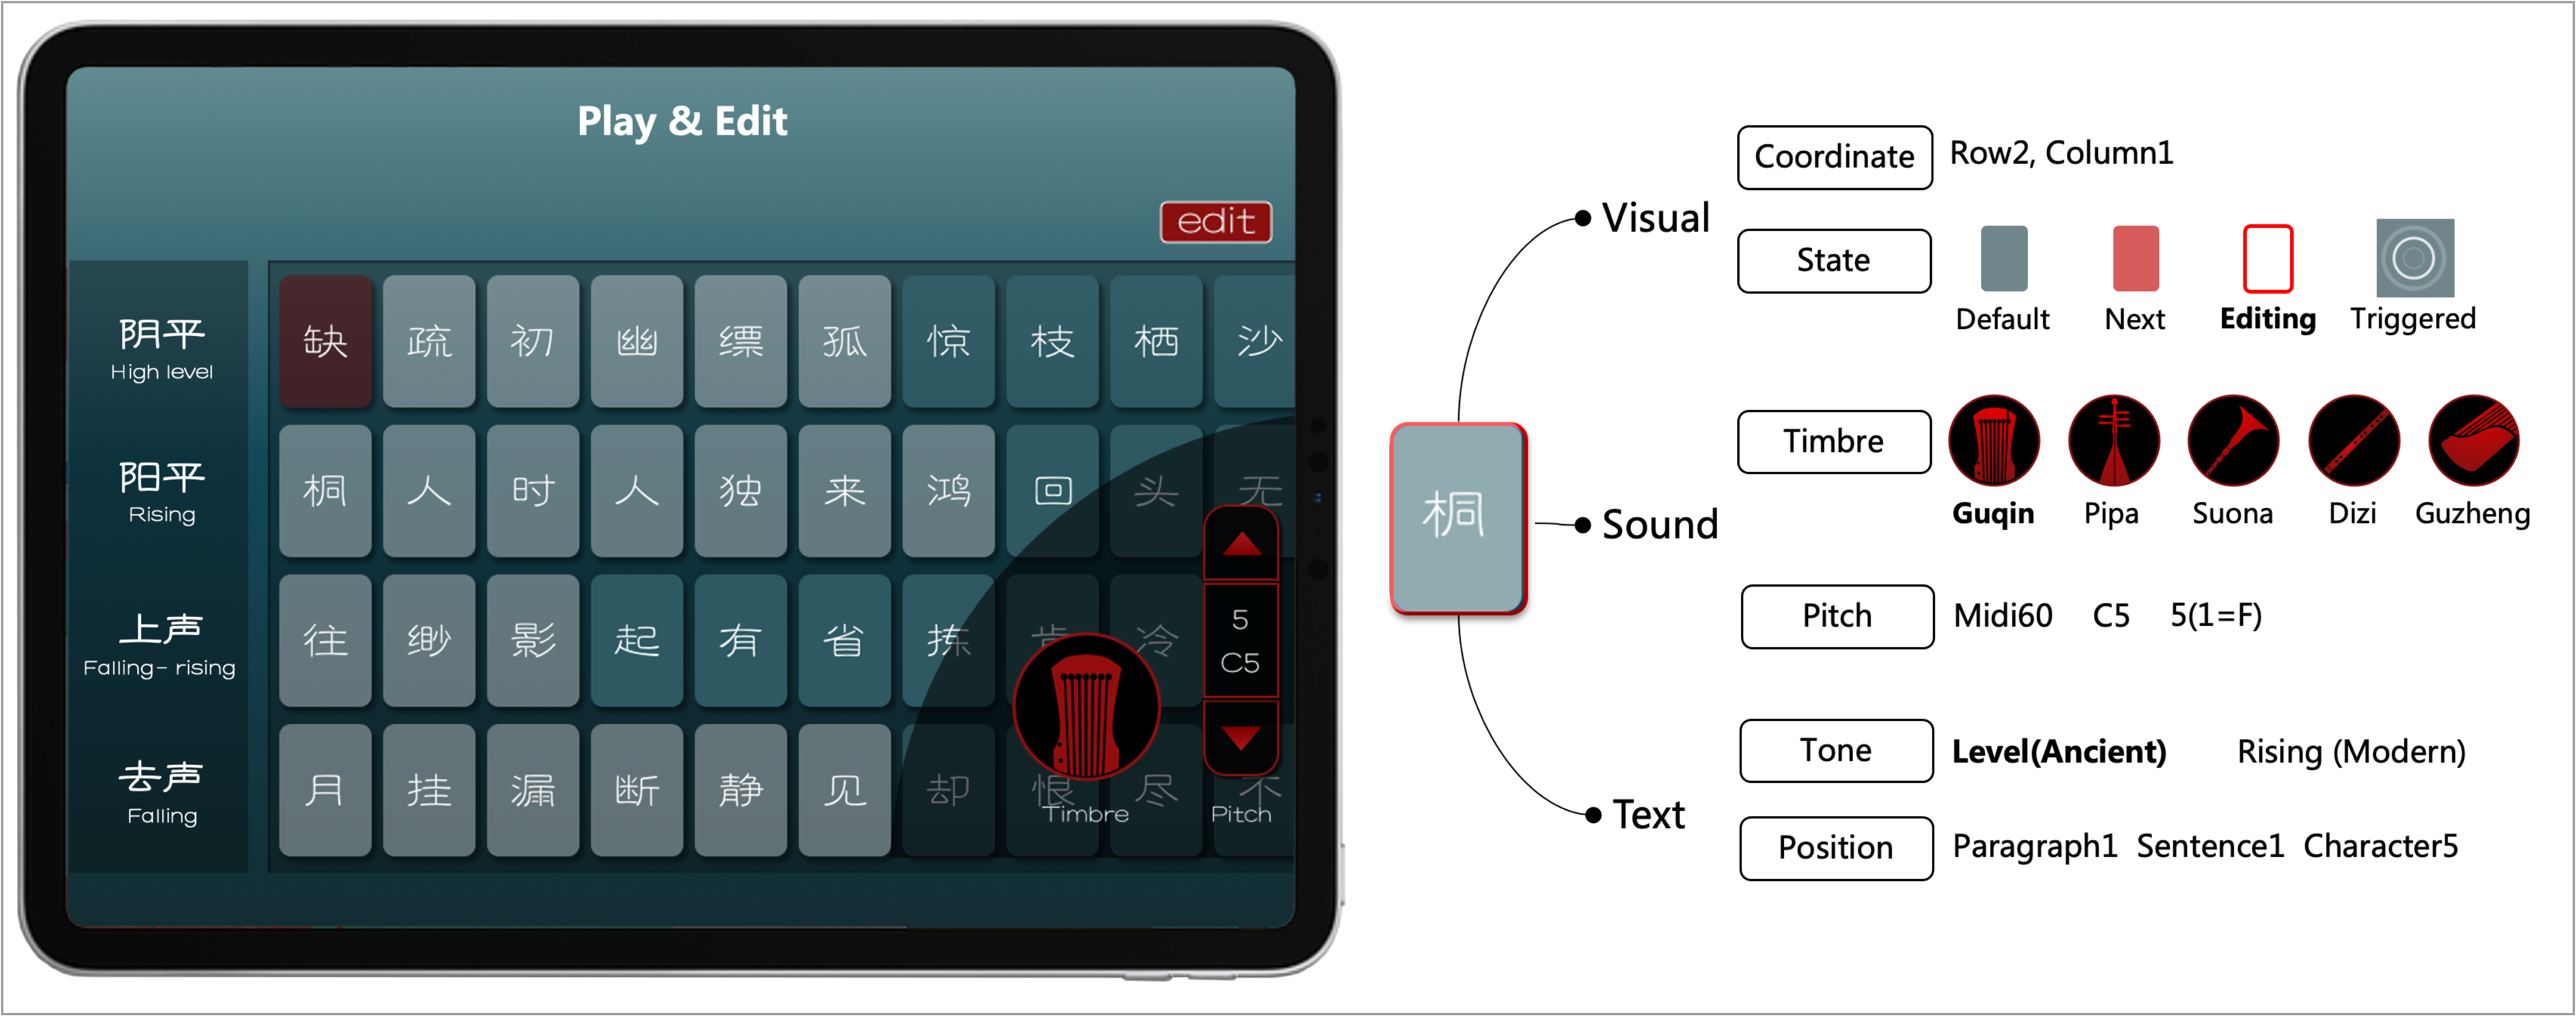 Play & Edit
edit
阴平
High level
缺 疏 初 幽 缥 孤 惊 枝 栖 沙
阳平
Rising
桐 人 时 人 独 来 鸿 回 头 无
上声
Falling- rising
往 缈 影 起 有 省 拣 肯 冷
去声
Falling
月 挂 漏 断 静 见 却 恨 尽 不
5
C5
Timbre
Pitch
桐
Visual
Coordinate
Row2, Column1
State
Default
Next
Editing
Triggered
Sound
Timbre
Guqin
Pipa
Suona
Dizi
Guzheng
Pitch
Midi60 C5 5(1=F)
Text
Tone
Level(Ancient) Rising (Modern)
Position
Paragraph1 Sentence1 Character5